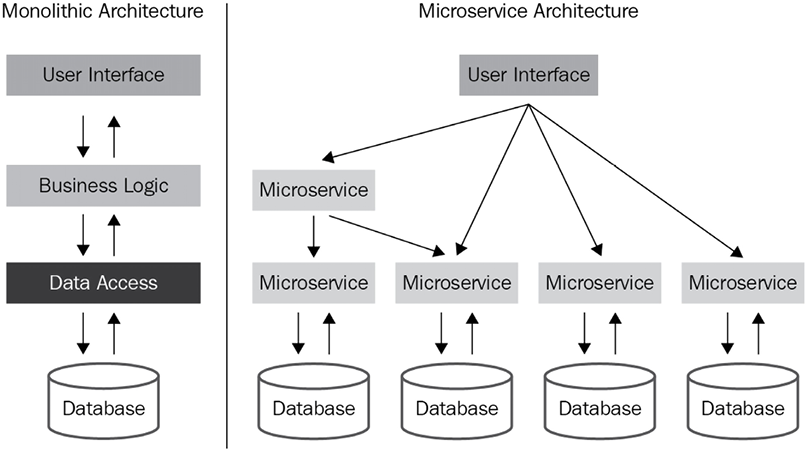 Monolithic Architecture
User Interface
Business Logic
Data Access
Database
Microservice Architecture
User Interface
Microservice
Microservice
Microservice
Microservice
Microservice
Database
Database
Database
Database